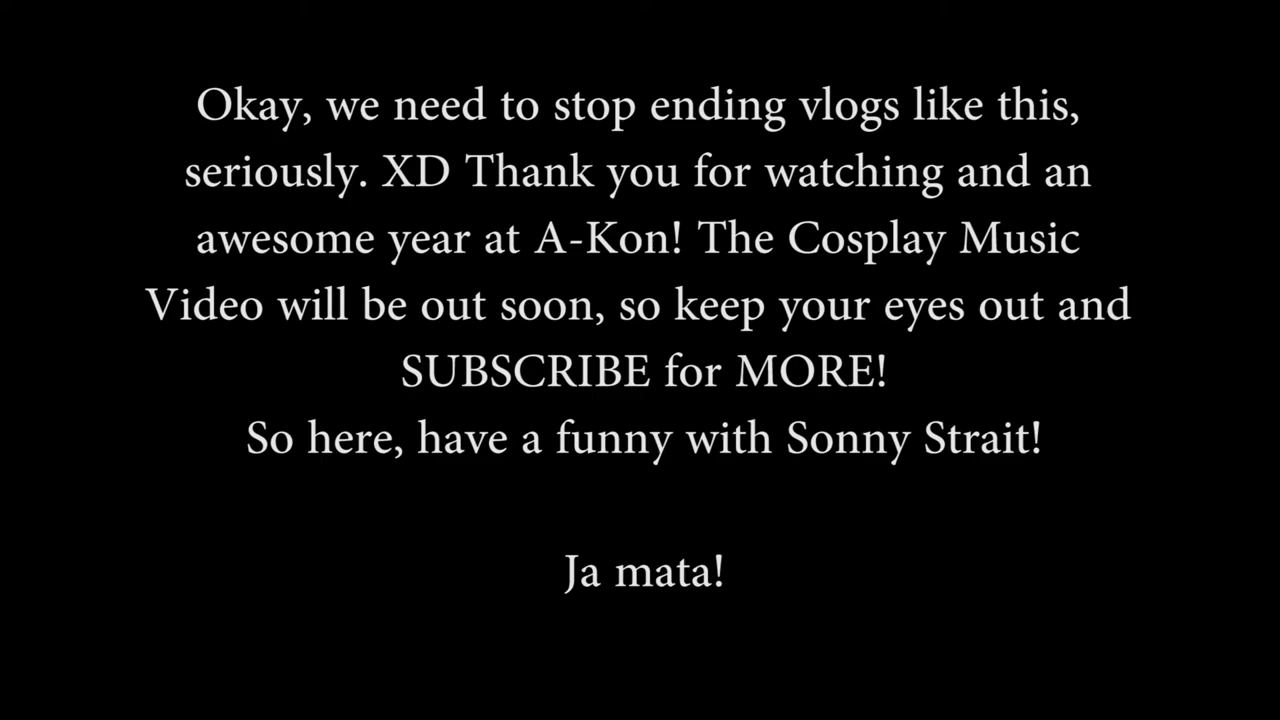 Okay, we need to stop ending vlogs like this,
seriously. XD Thank you for watching and an
awesome year at A-Kon! The Cosplay Music
Video will be out soon, so keep your eyes out and
SUBSCRIBE for MORE!
So here, have a funny with Sonny Strait!
Ja mata!